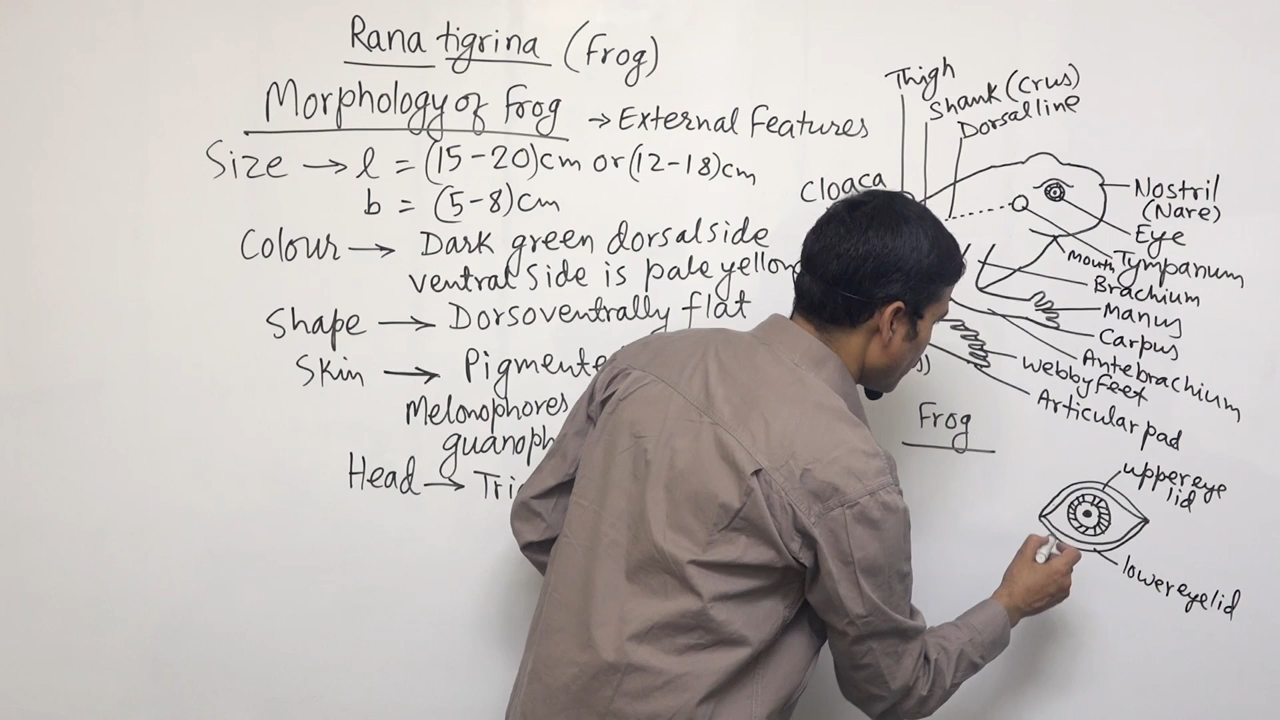 Rana tigrina (Frog)
Morphology of Frog → External Features
Size → l = (15-20)cm or (12-18)cm
b = (5-8)cm
Colour → Dark green dorsal side
ventral side is pale yellow
Shape → Dorsoventrally flat
Skin → Pigmente
Melonophores
guanoph
Head → Tri
Thigh
Shank (Crus)
Dorsal line
Cloaca
Nostril
(Nare)
Eye
Tympanum
Mouth
Brachium
Manus
Carpus
Antebrachium
Webby feet
Articular pad
Frog
upper eye
lid
lower eye lid